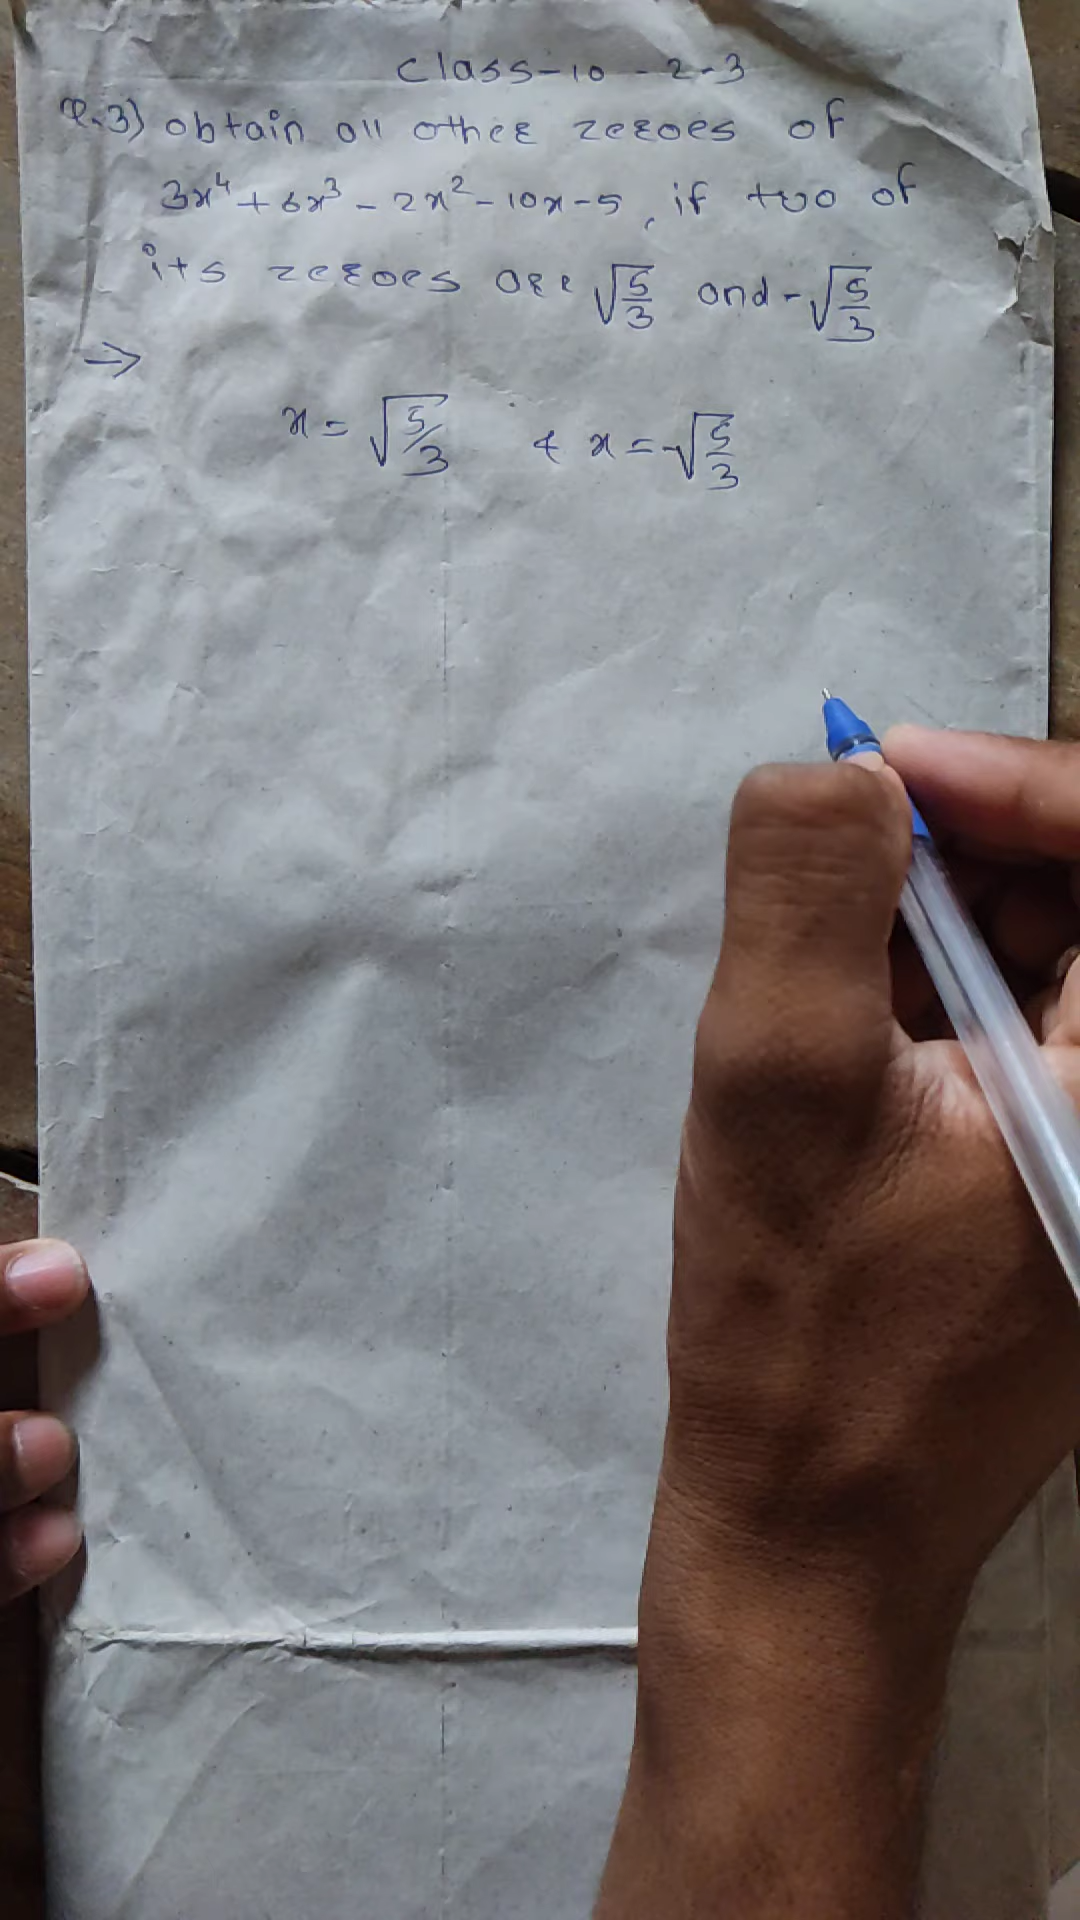 Class-10 - 2.3
Q.3) obtain all other zeroes of
3x⁴ + 6x³ - 2x² - 10x - 5, if two of
its zeroes are √5/3 and -√5/3
⇒
x = √5/3 & x = -√5/3